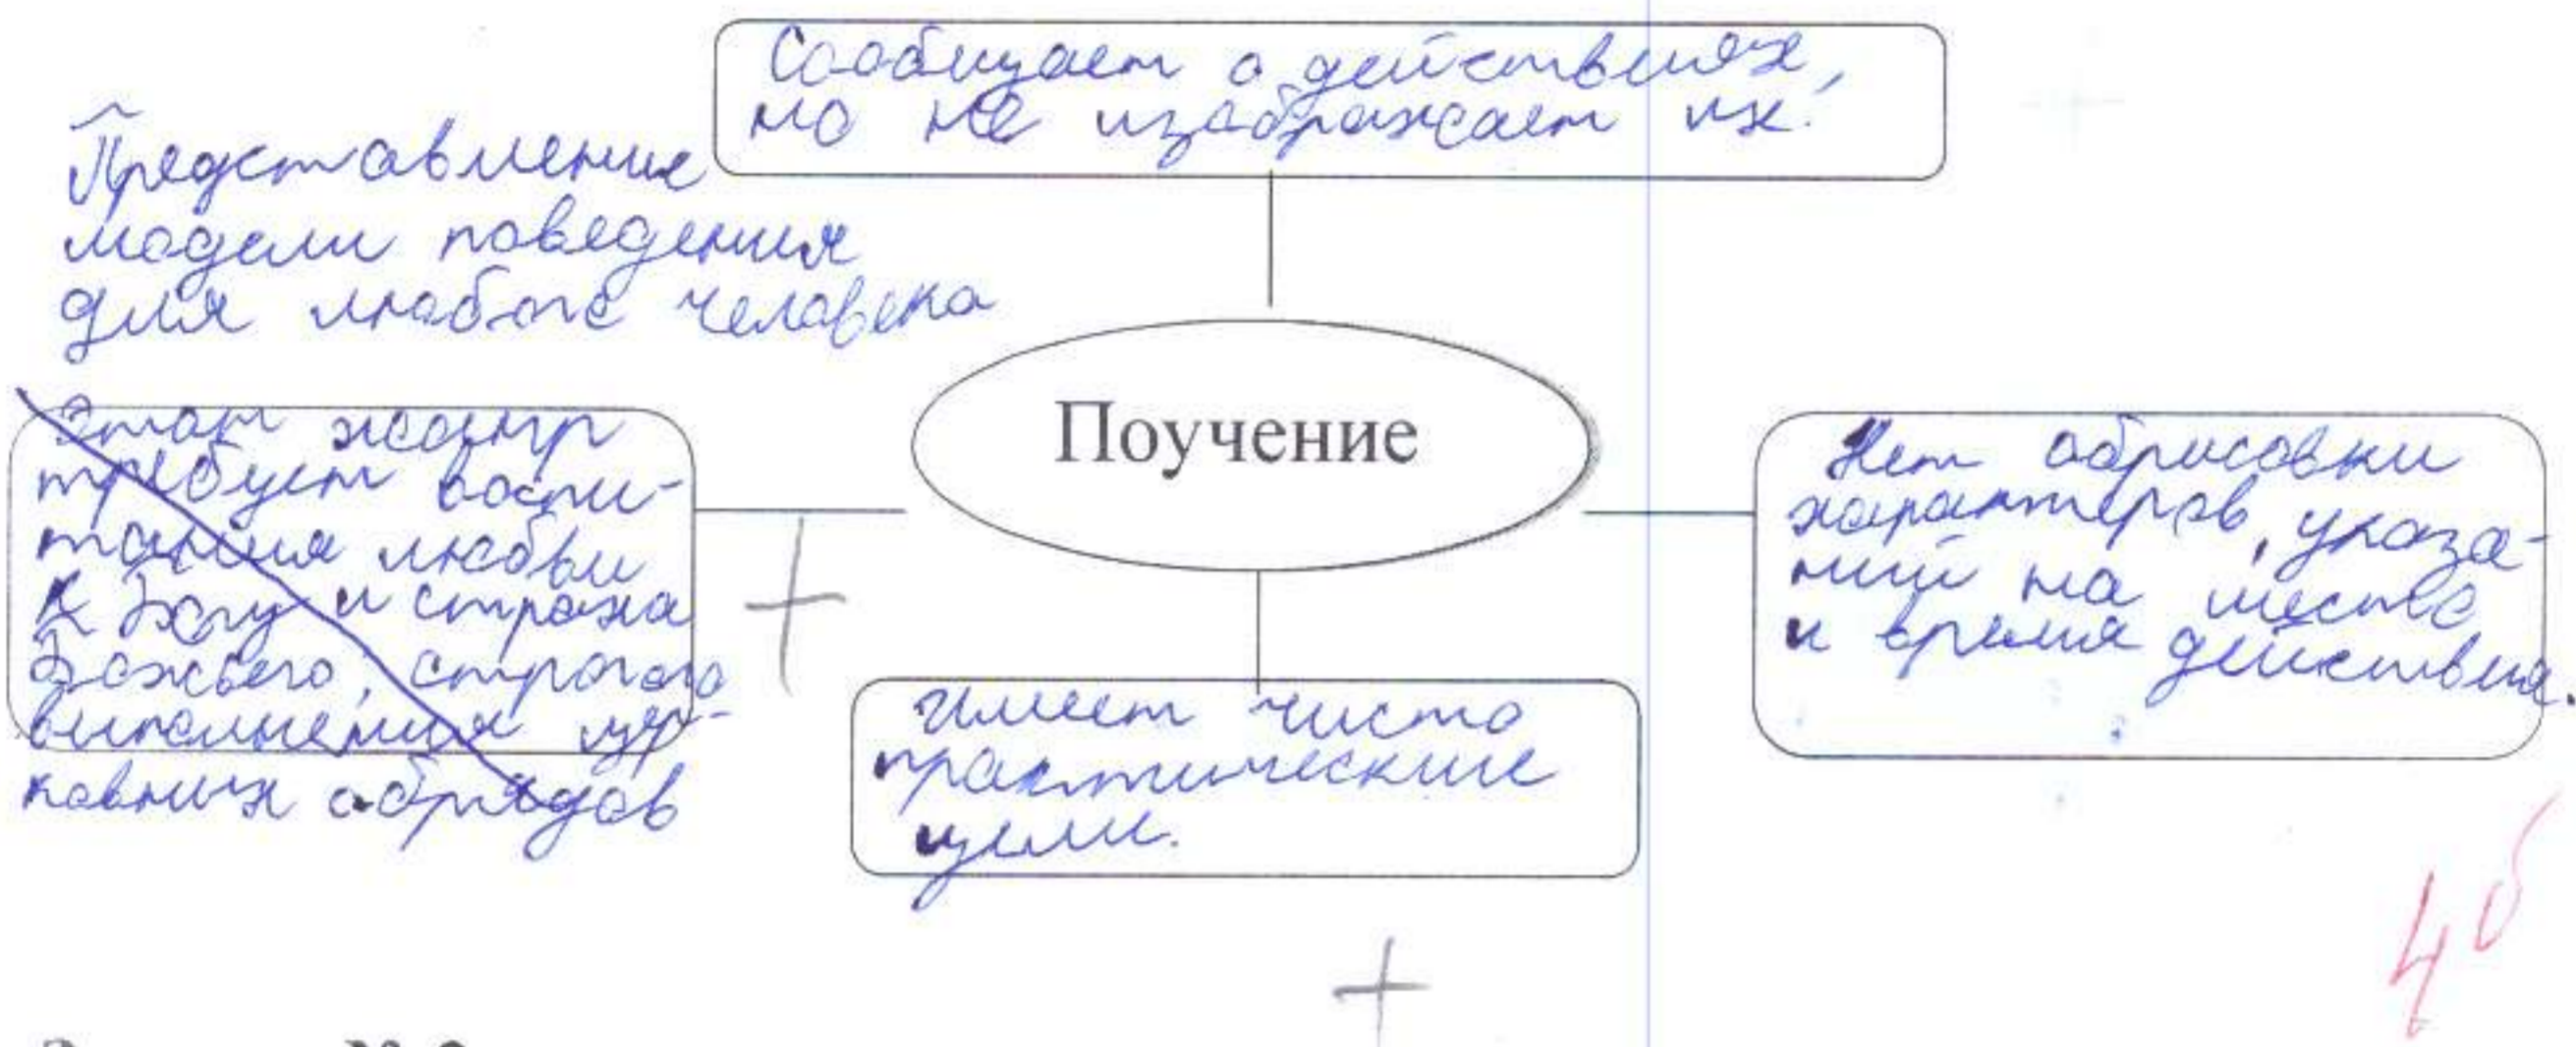 Сообщает о действиях,
но не изображает их.
Представление
модели поведения
для любого человека
Поучение
Этот жанр
требует воспи-
тания любви
к Богу и страха
Божьего, строгого
выполнения цер-
ковных обрядов
Нет обрисовки
характеров, указа-
ний на место
и время действия.
Имеет чисто
практические
цели.
+
+
4 б